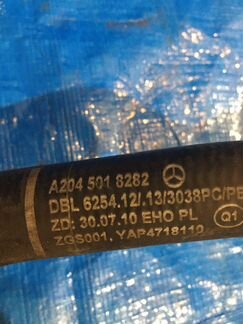 A204 501 8282
DBL 6254.12/.13/3038PC/PE
ZD: 30.07.10 EHO PL
Q1
ZGS001, YAP4718110